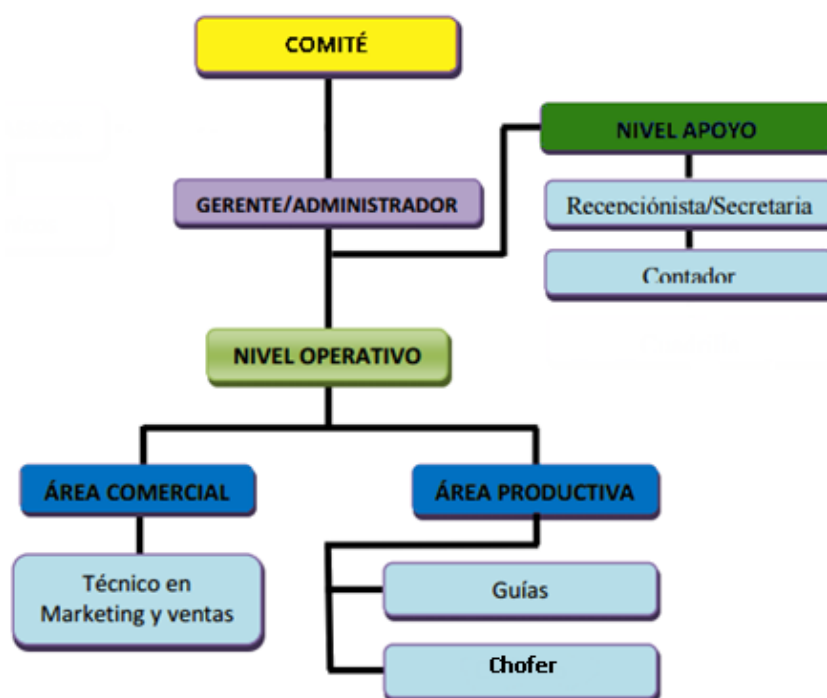 COMITÉ
NIVEL APOYO
GERENTE/ADMINISTRADOR
Recepciónista/Secretaria
Contador
NIVEL OPERATIVO
ÁREA COMERCIAL
ÁREA PRODUCTIVA
Técnico en
Marketing y ventas
Guías
Chofer